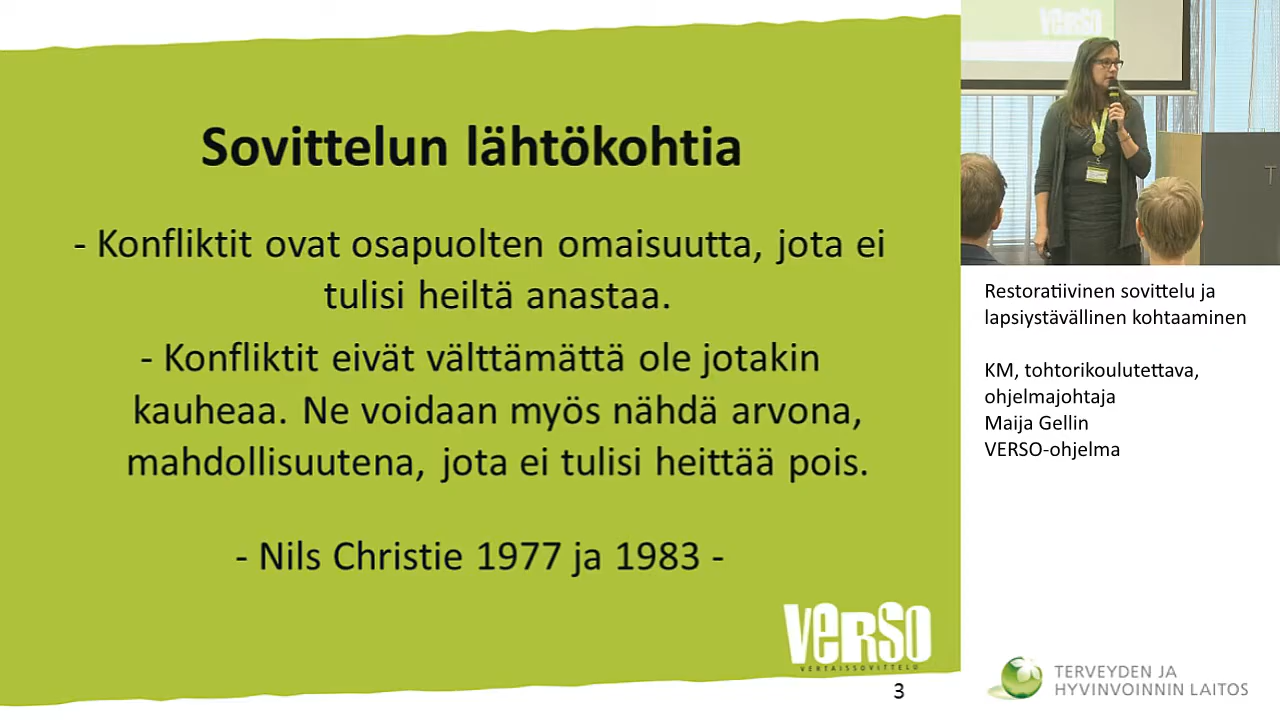 Sovittelun lähtökohtia
- Konfliktit ovat osapuolten omaisuutta, jota ei
tulisi heiltä anastaa.
- Konfliktit eivät välttämättä ole jotakin
kauheaa. Ne voidaan myös nähdä arvona,
mahdollisuutena, jota ei tulisi heittää pois.
- Nils Christie 1977 ja 1983 -
VERSO
VERTAISSOVITTELU
3
VERSO
Restoratiivinen sovittelu ja
lapsiystävällinen kohtaaminen
KM, tohtorikoulutettava,
ohjelmajohtaja
Maija Gellin
VERSO-ohjelma
TERVEYDEN JA
HYVINVOINNIN LAITOS